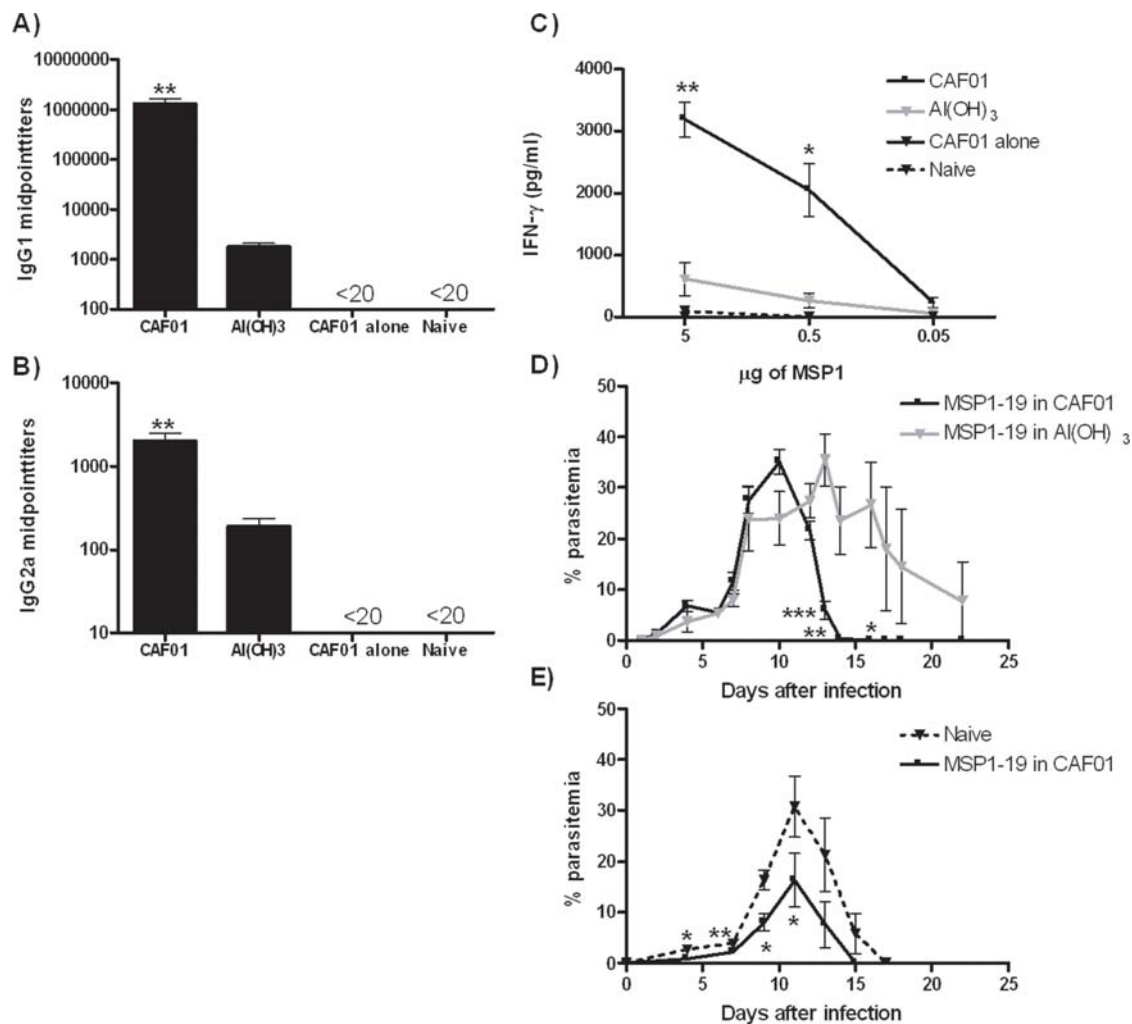 A)
IgG1 midpointtiters
10000000
1000000
100000
10000
1000
100
**
<20
<20
CAF01
Al(OH)3
CAF01 alone
Naive
B)
IgG2a midpointtiters
1000
100
10
**
<20
<20
CAF01
Al(OH)3
CAF01 alone
Naive
C)
IFN-γ (pg/ml)
4000
3000
2000
1000
0
**
*
CAF01
Al(OH)3
CAF01 alone
Naive
5
0.5
0.05
μg of MSP1
D)
% parasitemia
50
40
30
20
10
0
MSP1-19 in CAF01
MSP1-19 in Al(OH) 3
***
**
*
0
5
10
15
20
25
Days after infection
E)
% parasitemia
50
40
30
20
10
0
Naive
MSP1-19 in CAF01
*
**
*
*
0
5
10
15
20
25
Days after infection